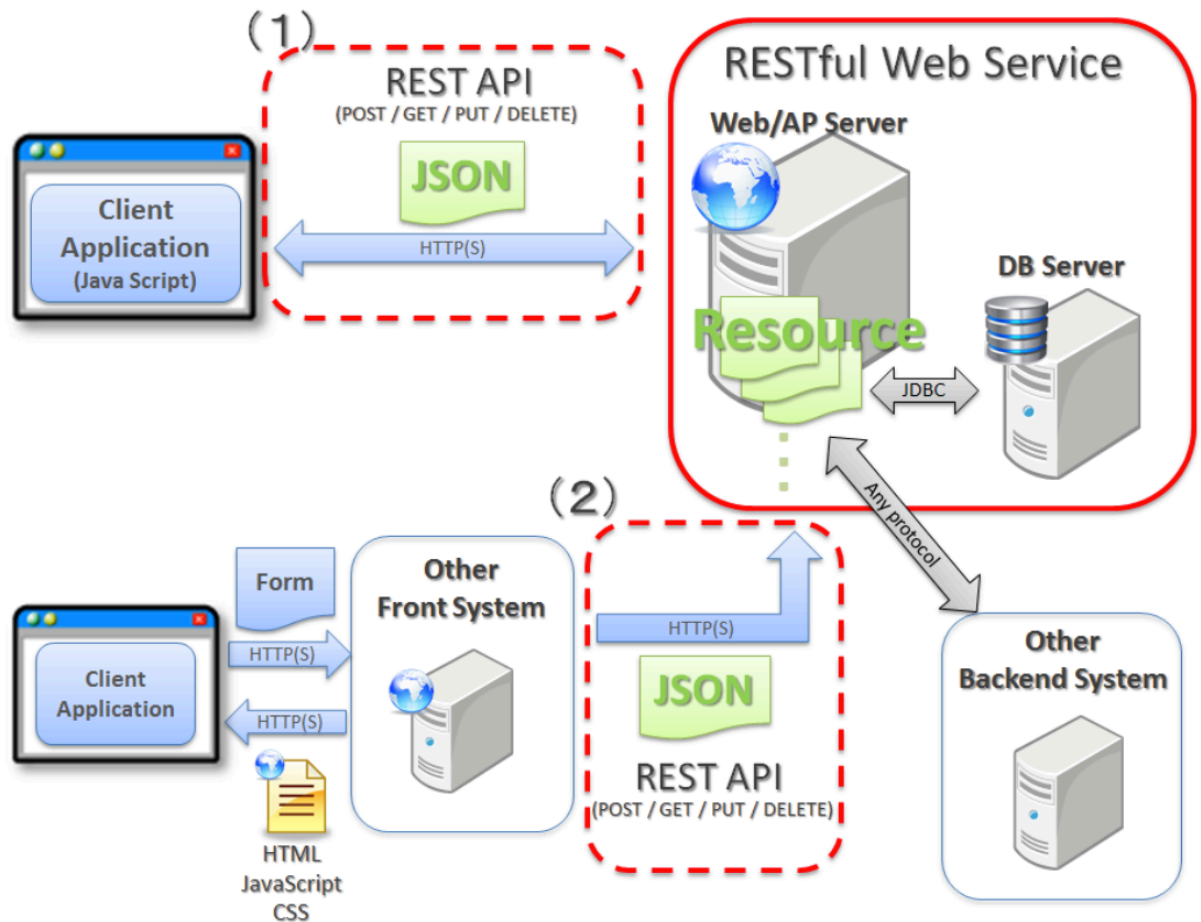 (1)
REST API
(POST / GET / PUT / DELETE)
JSON
HTTP(S)
Client
Application
(Java Script)
RESTful Web Service
Web/AP Server
DB Server
Resource
JDBC
Any protocol
(2)
Form
HTTP(S)
HTTP(S)
Client
Application
HTML
JavaScript
CSS
Other
Front System
HTTP(S)
JSON
REST API
(POST / GET / PUT / DELETE)
Other
Backend System